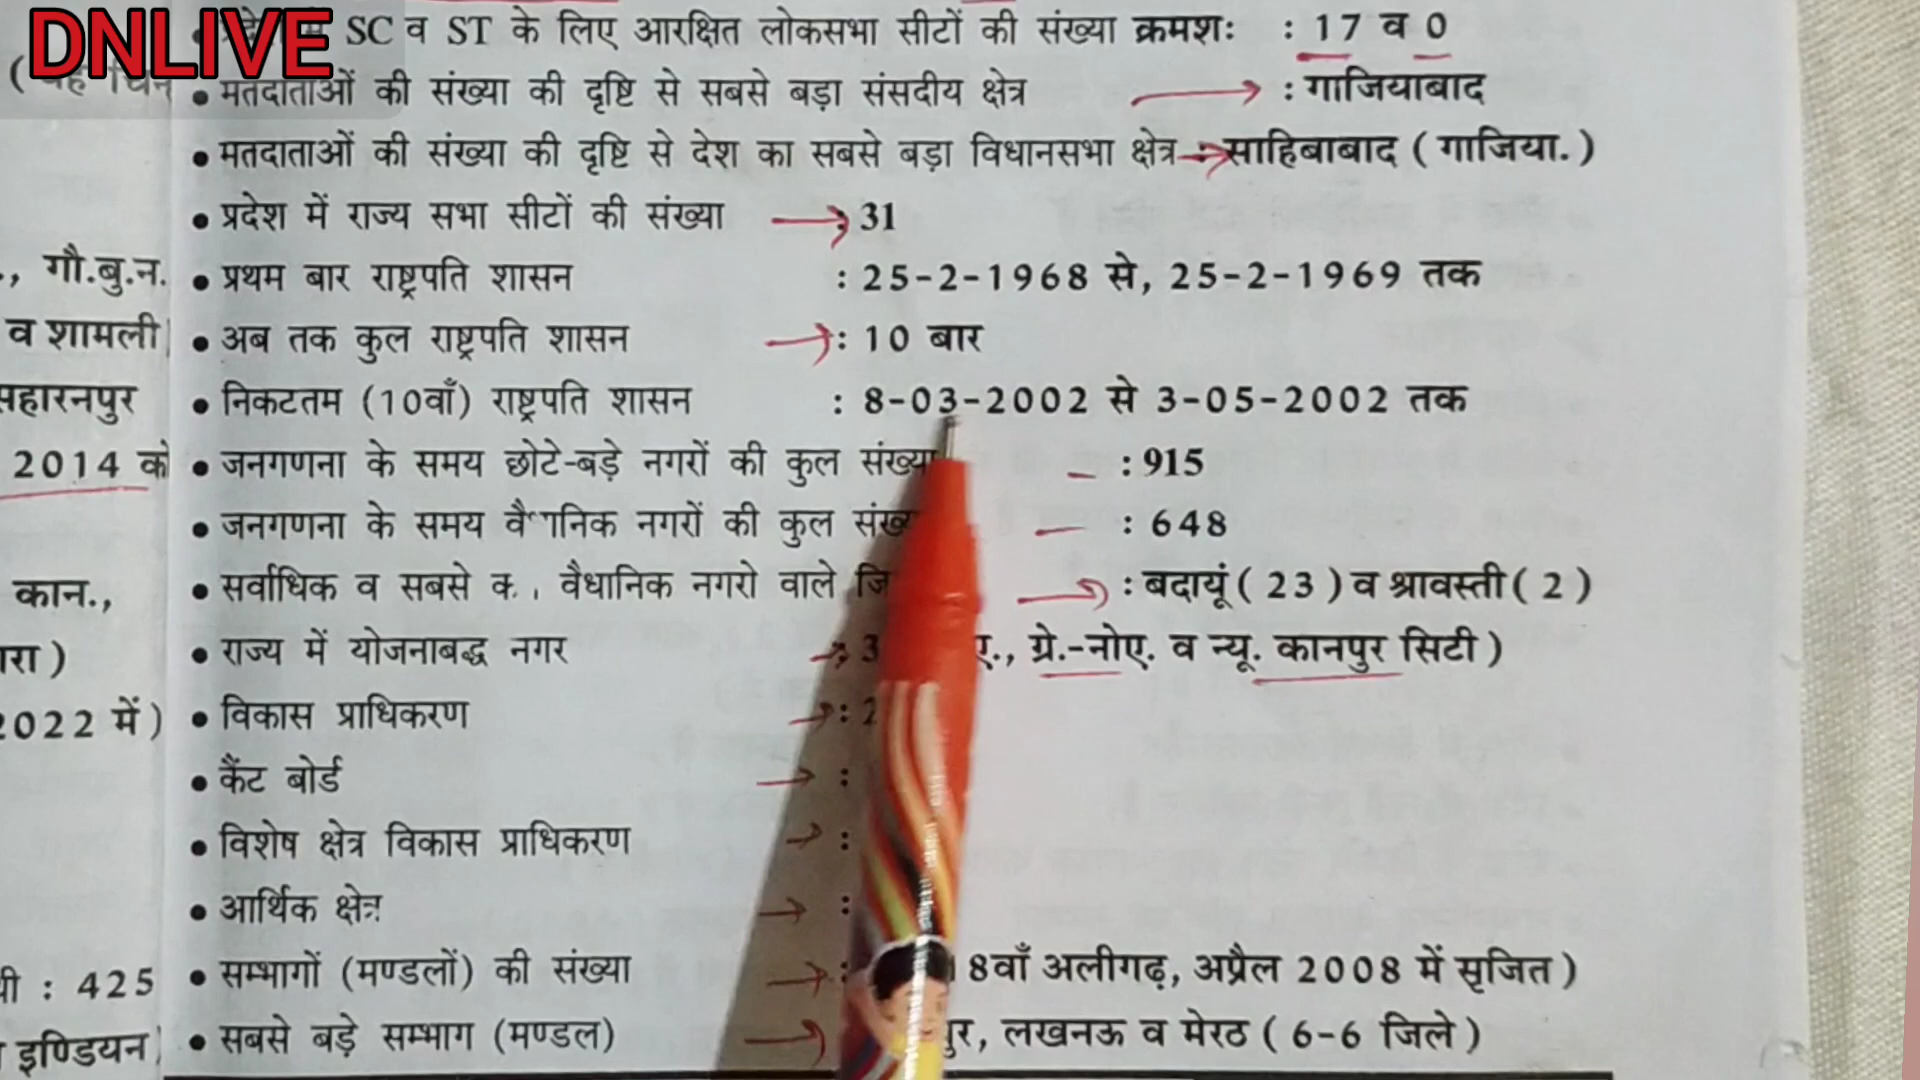 DNLIVE
SC व ST के लिए आरक्षित लोकसभा सीटों की संख्या क्रमशः : 17 व 0
• मतदाताओं की संख्या की दृष्टि से सबसे बड़ा संसदीय क्षेत्र : गाजियाबाद
• मतदाताओं की संख्या की दृष्टि से देश का सबसे बड़ा विधानसभा क्षेत्र : साहिबाबाद ( गाजिया. )
• प्रदेश में राज्य सभा सीटों की संख्या : 31
• प्रथम बार राष्ट्रपति शासन : 25-2-1968 से, 25-2-1969 तक
• अब तक कुल राष्ट्रपति शासन : 10 बार
• निकटतम (10वाँ) राष्ट्रपति शासन : 8-03-2002 से 3-05-2002 तक
• जनगणना के समय छोटे-बड़े नगरों की कुल संख्या : 915
• जनगणना के समय नगरों की कुल : 648
• सर्वाधिक व सबसे वैधानिक नगरो वाले : बदायूं ( 23 ) व श्रावस्ती ( 2 )
• राज्य में योजनाबद्ध नगर : 3 ग्रे.-नोए. व न्यू. कानपुर सिटी )
• विकास प्राधिकरण :
• कैंट बोर्ड :
• विशेष क्षेत्र विकास प्राधिकरण :
• आर्थिक क्षेत्र :
• सम्भागों (मण्डलों) की संख्या : 8वाँ अलीगढ़, अप्रैल 2008 में सृजित )
• सबसे बड़े सम्भाग (मण्डल) लखनऊ व मेरठ ( 6-6 जिले )
, गौ.बु.न.
व शामली
सहारनपुर
2014 को
कान.,
2022 में )
: 425
इण्डियन